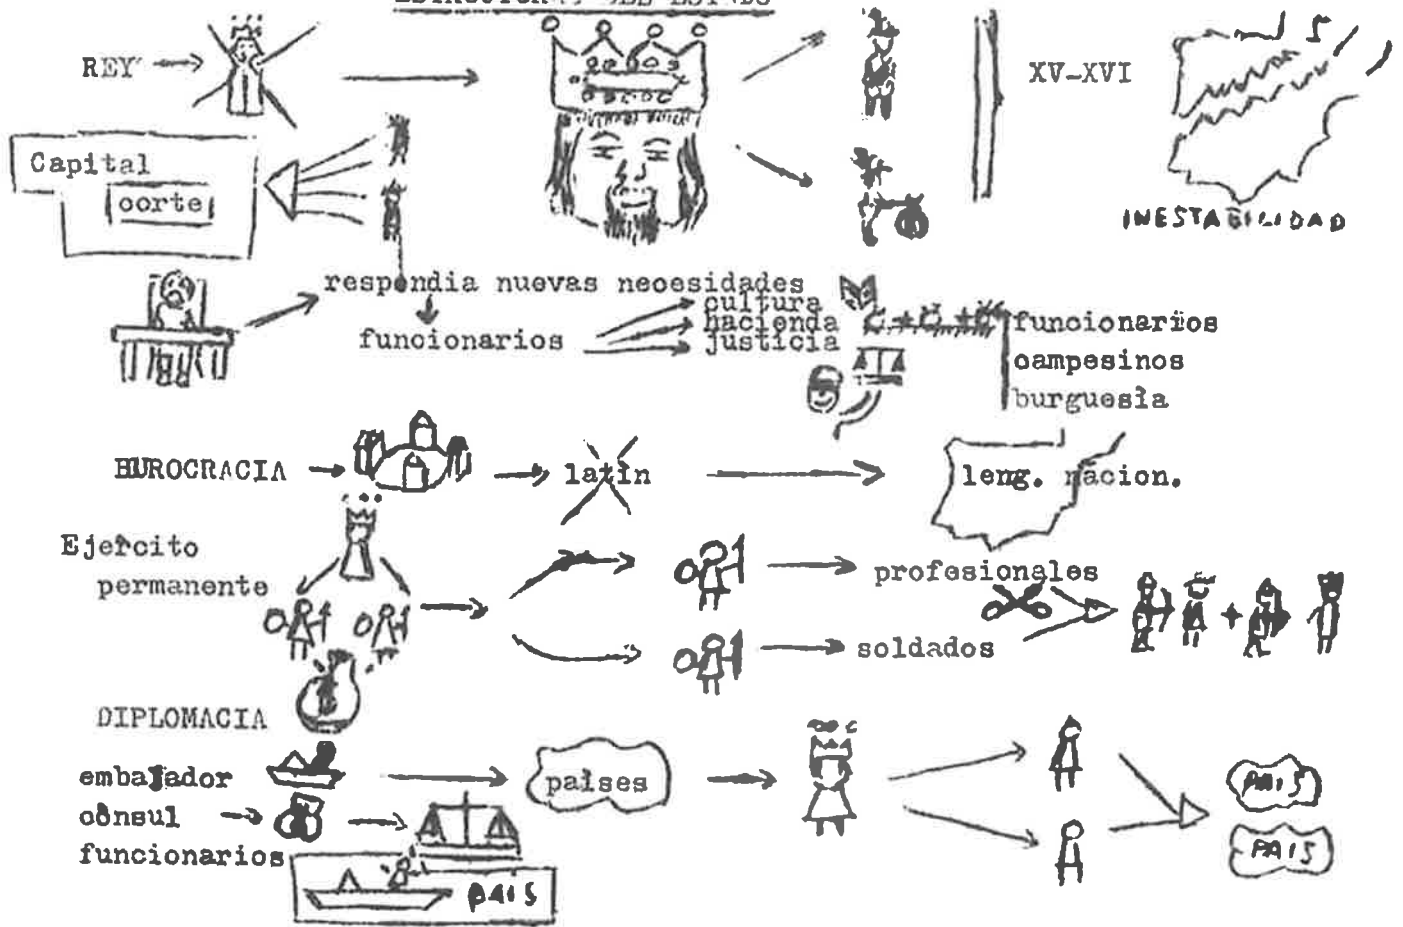 REY
XV-XVI
Capital
corte
INESTABILIDAD
respondia nuevas necesidades
cultura
hacienda
justicia
funcionarios
funcionarios
campesinos
burguesia
BUROCRACIA
latin
leng. nacion.
Ejercito
permanente
profesionales
soldados
DIPLOMACIA
embajador
cónsul
funcionarios
paises
PAIS
PAIS
PAIS